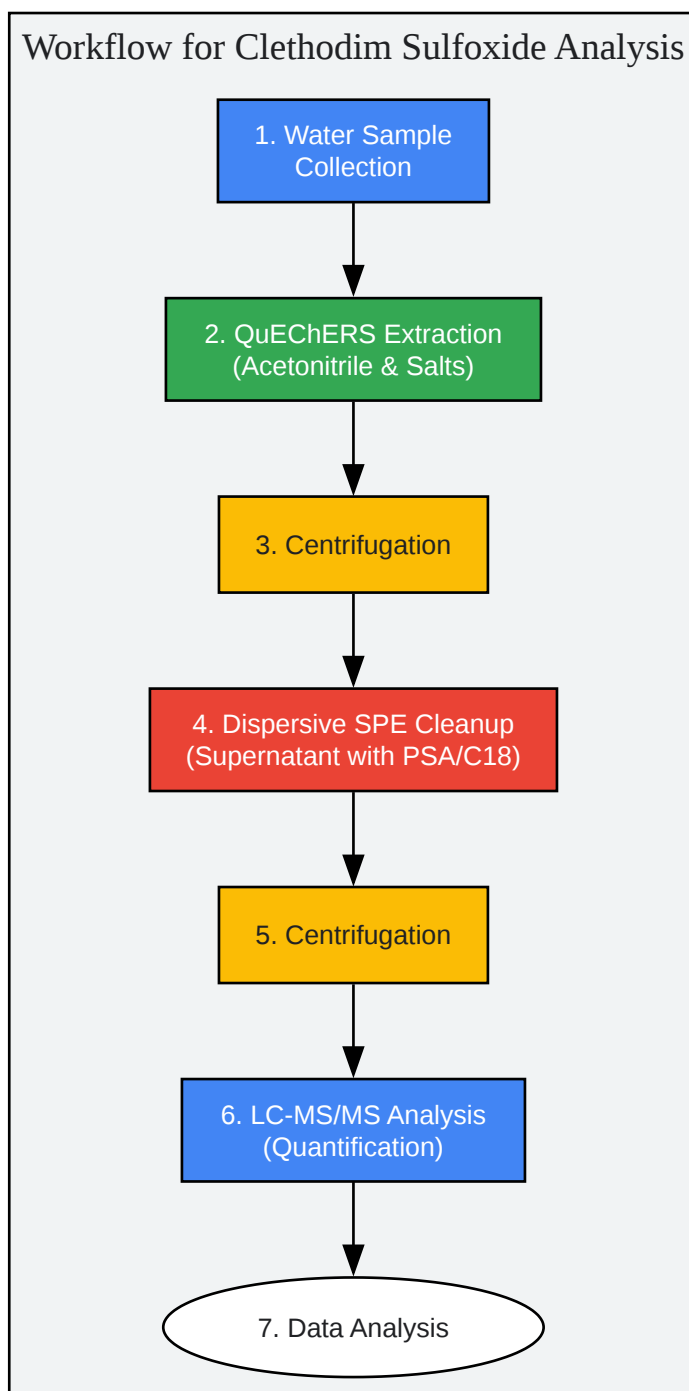 Workflow for Clethodim Sulfoxide Analysis
1. Water Sample
Collection
2. QuEChERS Extraction
(Acetonitrile & Salts)
3. Centrifugation
4. Dispersive SPE Cleanup
(Supernatant with PSA/C18)
5. Centrifugation
6. LC-MS/MS Analysis
(Quantification)
7. Data Analysis